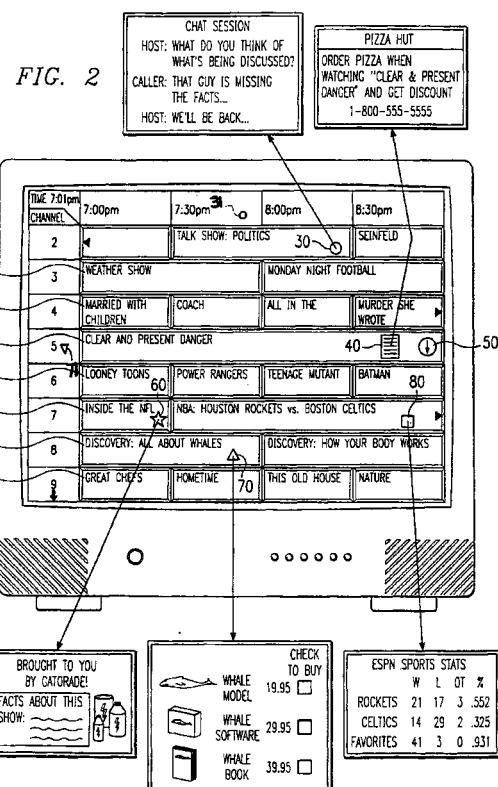 FIG. 2
CHAT SESSION
HOST: WHAT DO YOU THINK OF
WHAT'S BEING DISCUSSED?
CALLER: THAT GUY IS MISSING
THE FACTS...
HOST: WE'LL BE BACK...
PIZZA HUT
ORDER PIZZA WHEN
WATCHING "CLEAR & PRESENT
DANGER" AND GET DISCOUNT
1-800-555-5555
TIME 7:01pm
CHANNEL
7:00pm
7:30pm
31
8:00pm
8:30pm
2
TALK SHOW: POLITICS
30
SEINFELD
3
WEATHER SHOW
MONDAY NIGHT FOOTBALL
4
MARRIED WITH
CHILDREN
COACH
ALL IN THE
MURDER SHE
WROTE
5
CLEAR AND PRESENT DANGER
40
50
6
LOONEY TOONS
POWER RANGERS
TEENAGE MUTANT
BATMAN
7
INSIDE THE NFL
60
NBA: HOUSTON ROCKETS vs. BOSTON CELTICS
80
8
DISCOVERY: ALL ABOUT WHALES
70
DISCOVERY: HOW YOUR BODY WORKS
9
GREAT CHEFS
HOMETIME
THIS OLD HOUSE
NATURE
BROUGHT TO YOU
BY GATORADE!
FACTS ABOUT THIS
SHOW:
CHECK
TO BUY
WHALE
MODEL
19.95
WHALE
SOFTWARE
29.95
WHALE
BOOK
39.95
ESPN SPORTS STATS
W L OT %
ROCKETS 21 17 3 .552
CELTICS 14 29 2 .325
FAVORITES 41 3 0 .931